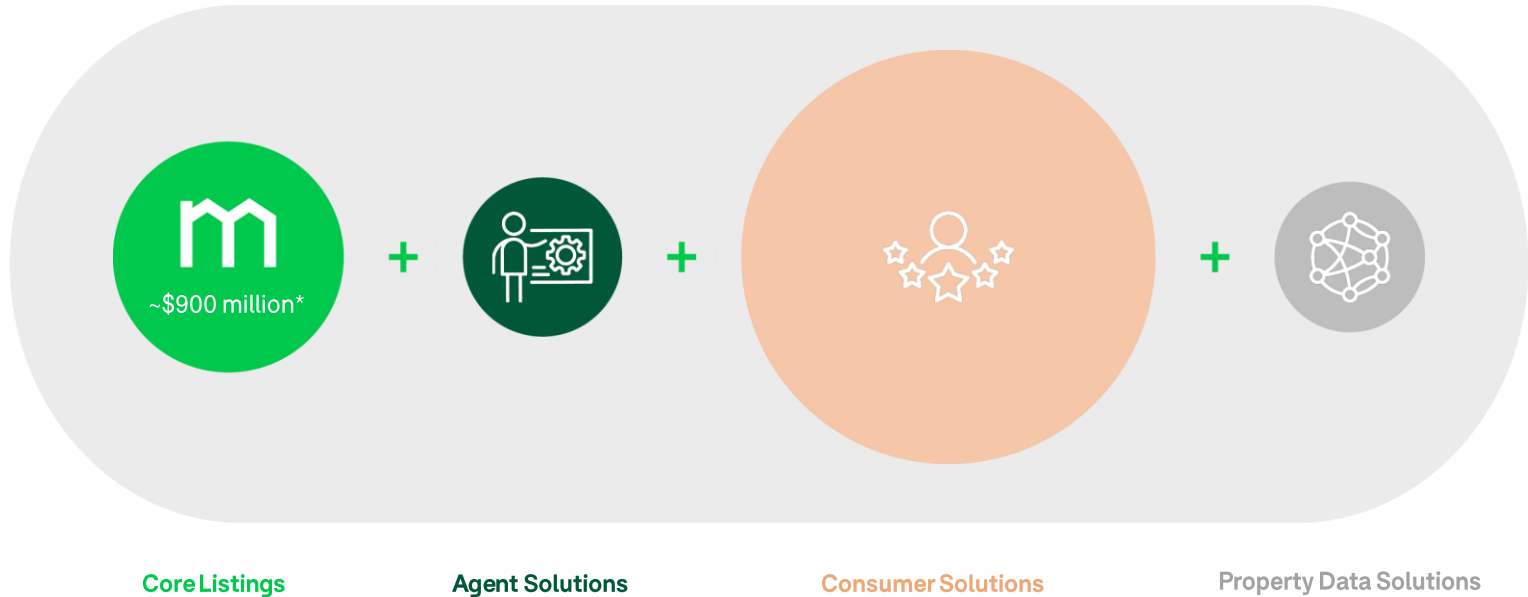 ~$900 million*
+
+
+
Core Listings
Agent Solutions
Consumer Solutions
Property Data Solutions